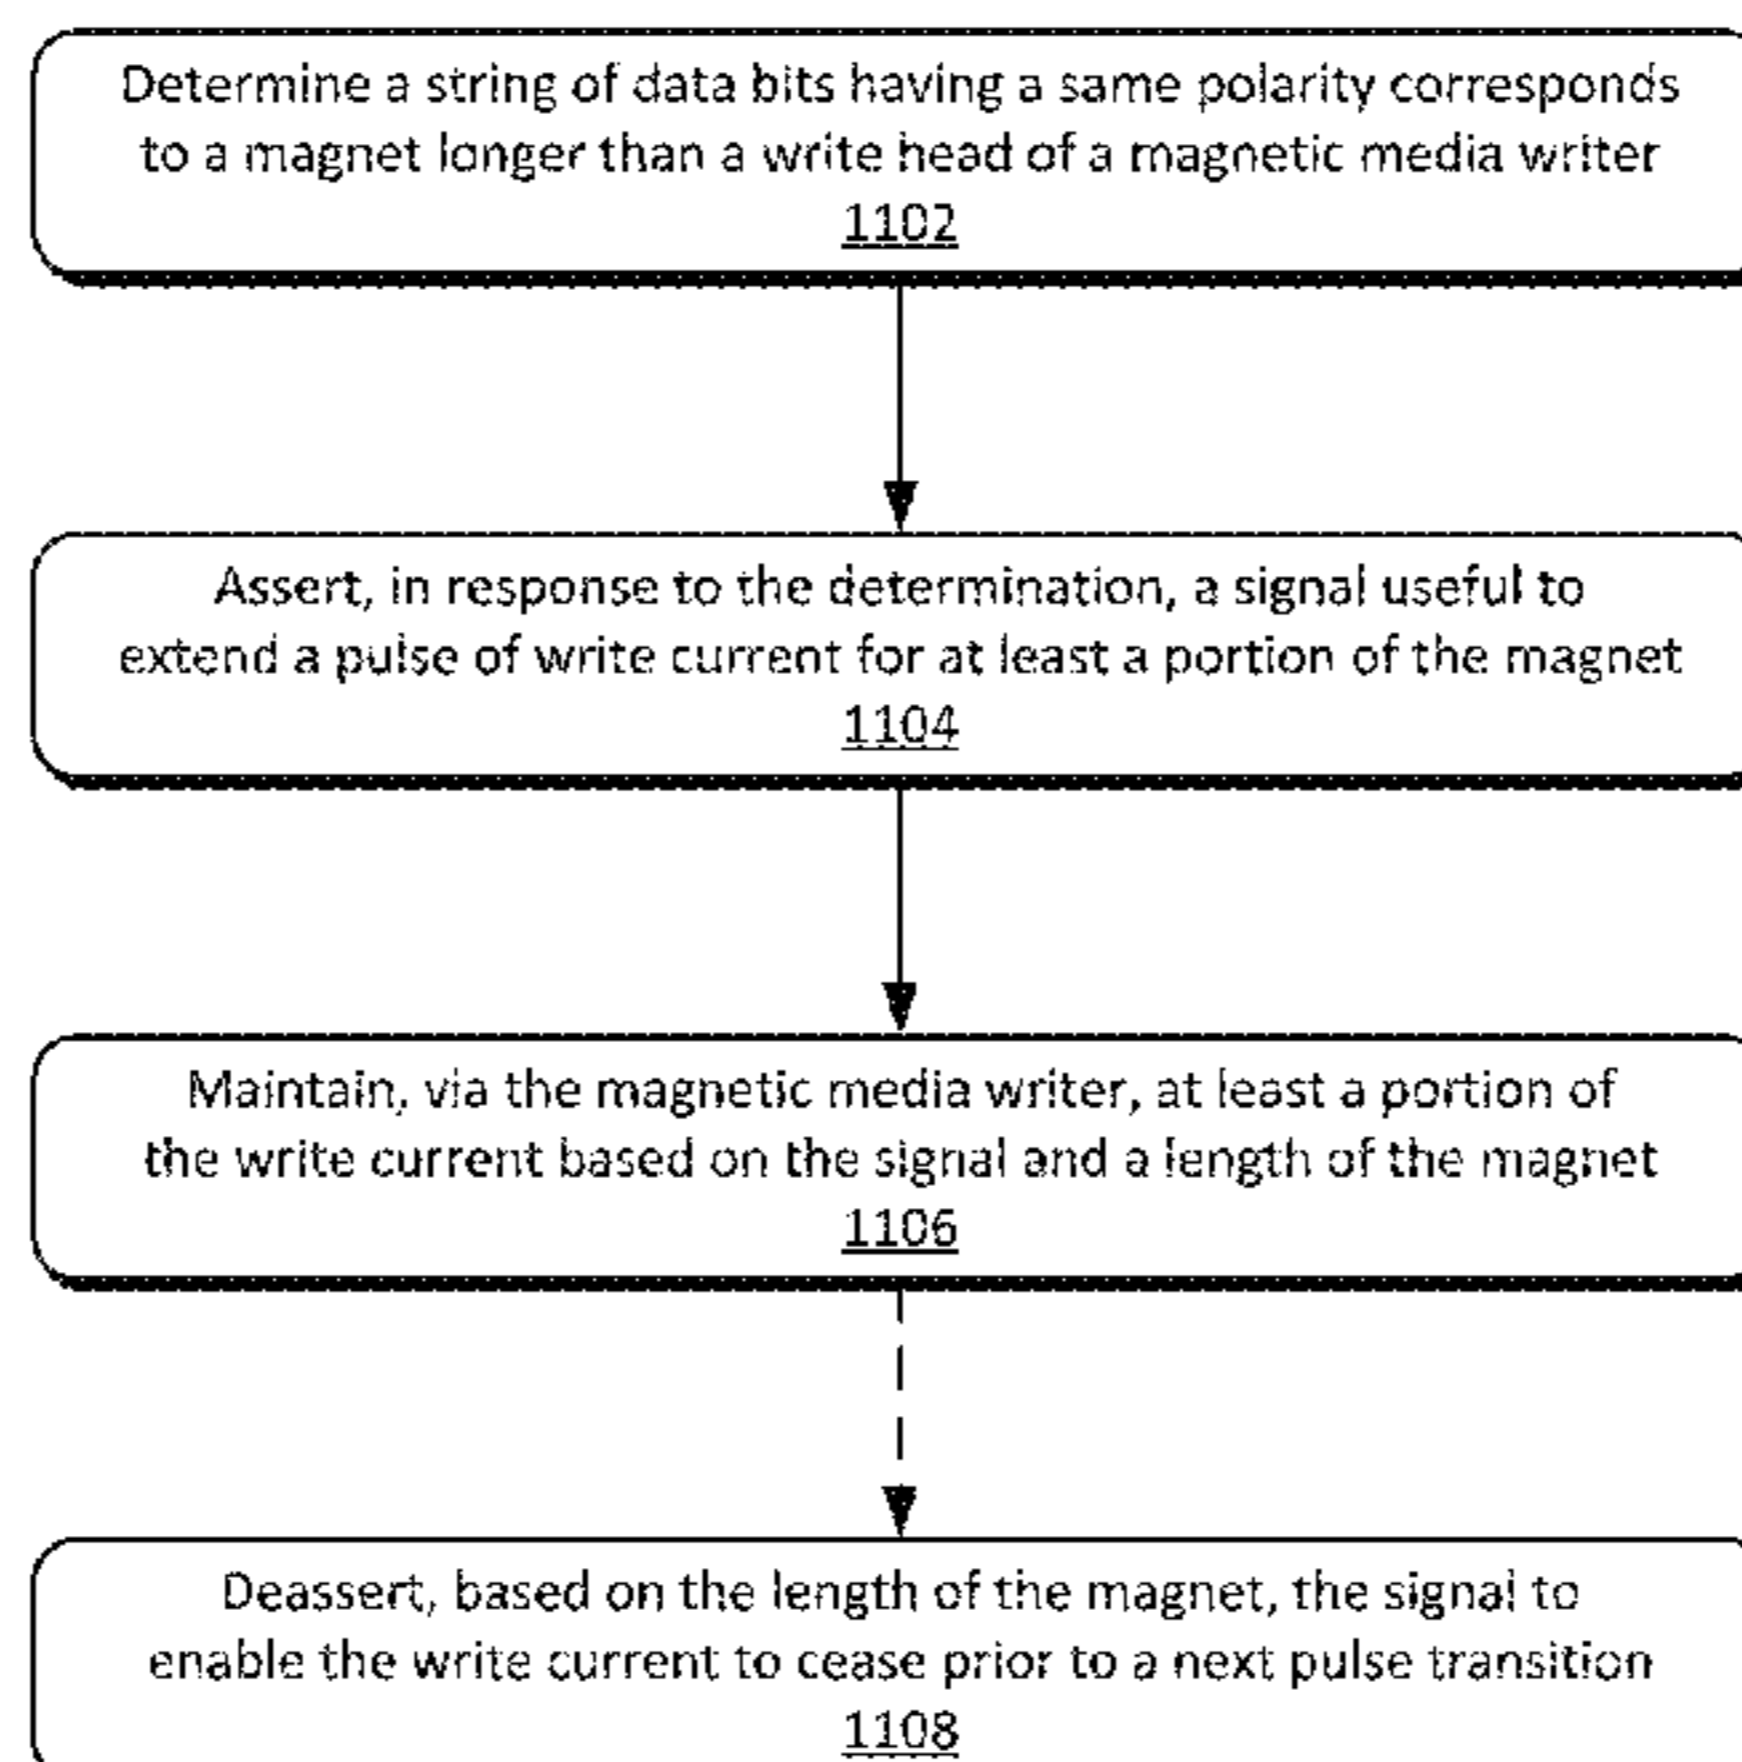 Determine a string of data bits having a same polarity corresponds
to a magnet longer than a write head of a magnetic media writer
1102
Assert, in response to the determination, a signal useful to
extend a pulse of write current for at least a portion of the magnet
1104
Maintain, via the magnetic media writer, at least a portion of
the write current based on the signal and a length of the magnet
1106
Deassert, based on the length of the magnet, the signal to
enable the write current to cease prior to a next pulse transition
1108